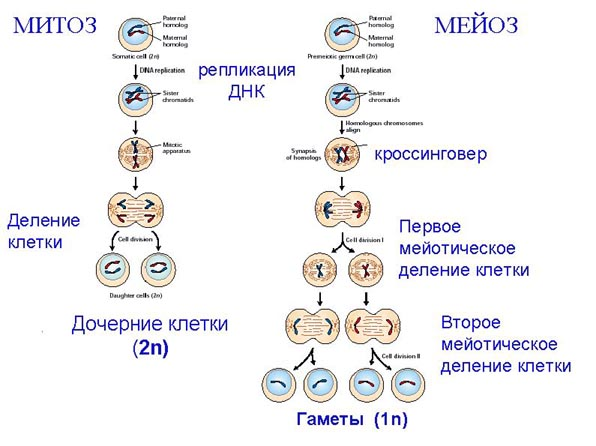 МИТОЗ
Paternal
homolog
Maternal
homolog
Somatic cell (2n)
DNA replication
Sister
chromatids
Mitotic
apparatus
Деление
клетки
Cell division
Daughter cells (2n)
Дочерние клетки
(2n)
репликация
ДНК
МЕЙОЗ
Paternal
homolog
Maternal
homolog
Premeiotic germ cell (2n)
DNA replication
Sister
chromatids
Homologous chromosomes
align
Synapsis
of homologs
кроссинговер
Cell division I
Первое
мейотическое
деление клетки
Второе
мейотическое
деление клетки
Cell division II
Гаметы (1n)